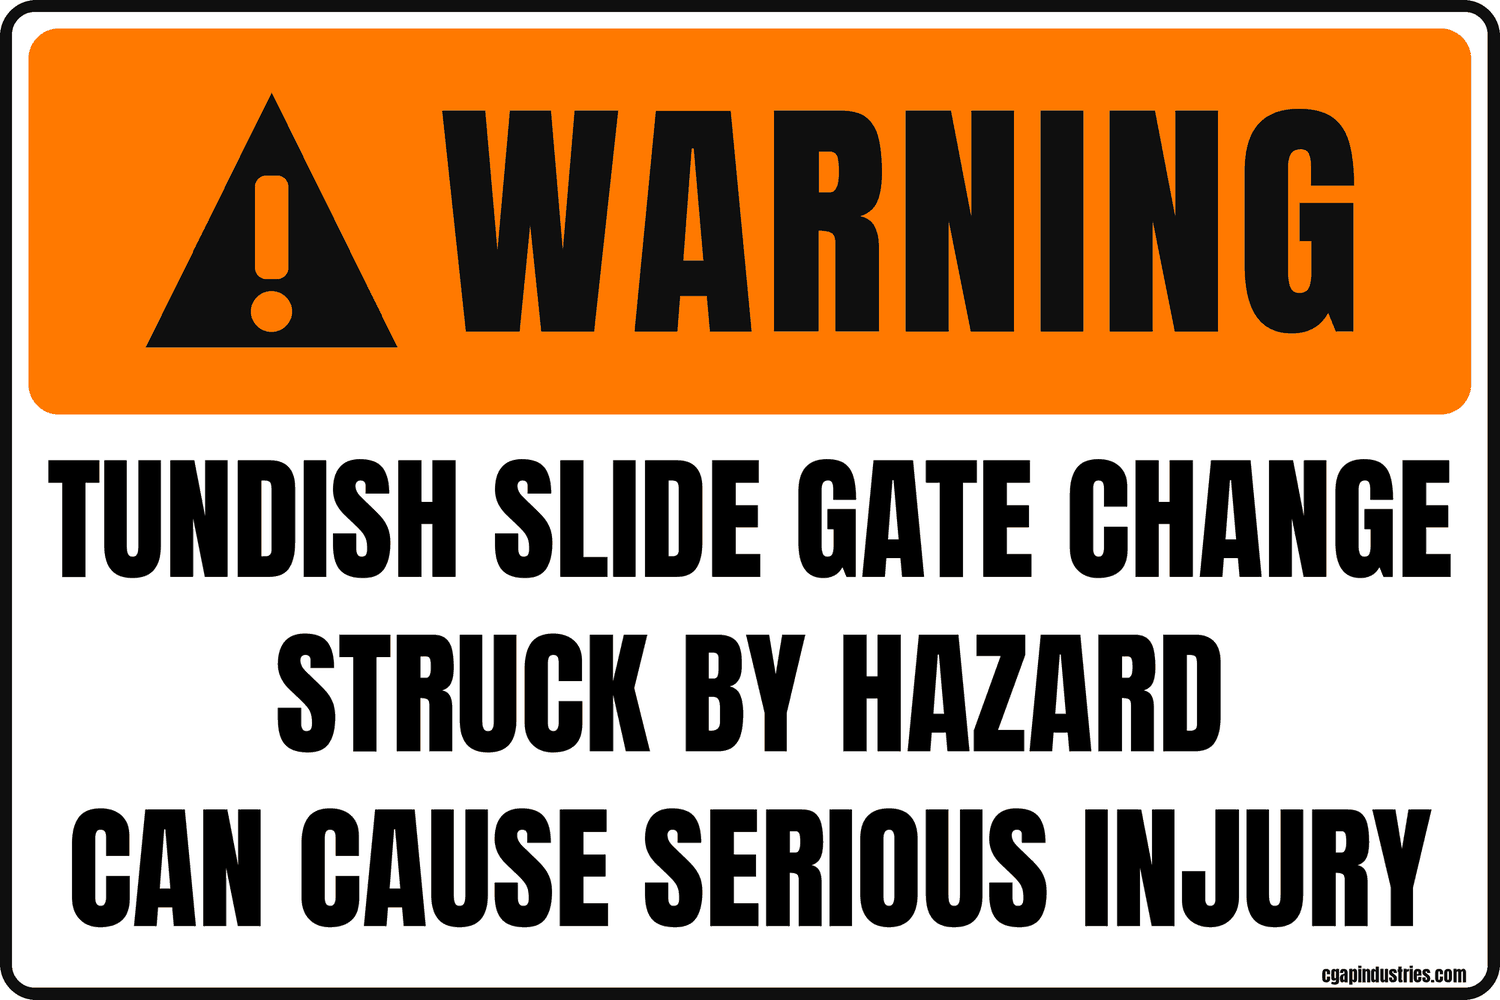 WARNING
TUNDISH SLIDE GATE CHANGE
STRUCK BY HAZARD
CAN CAUSE SERIOUS INJURY
cgapindustries.com